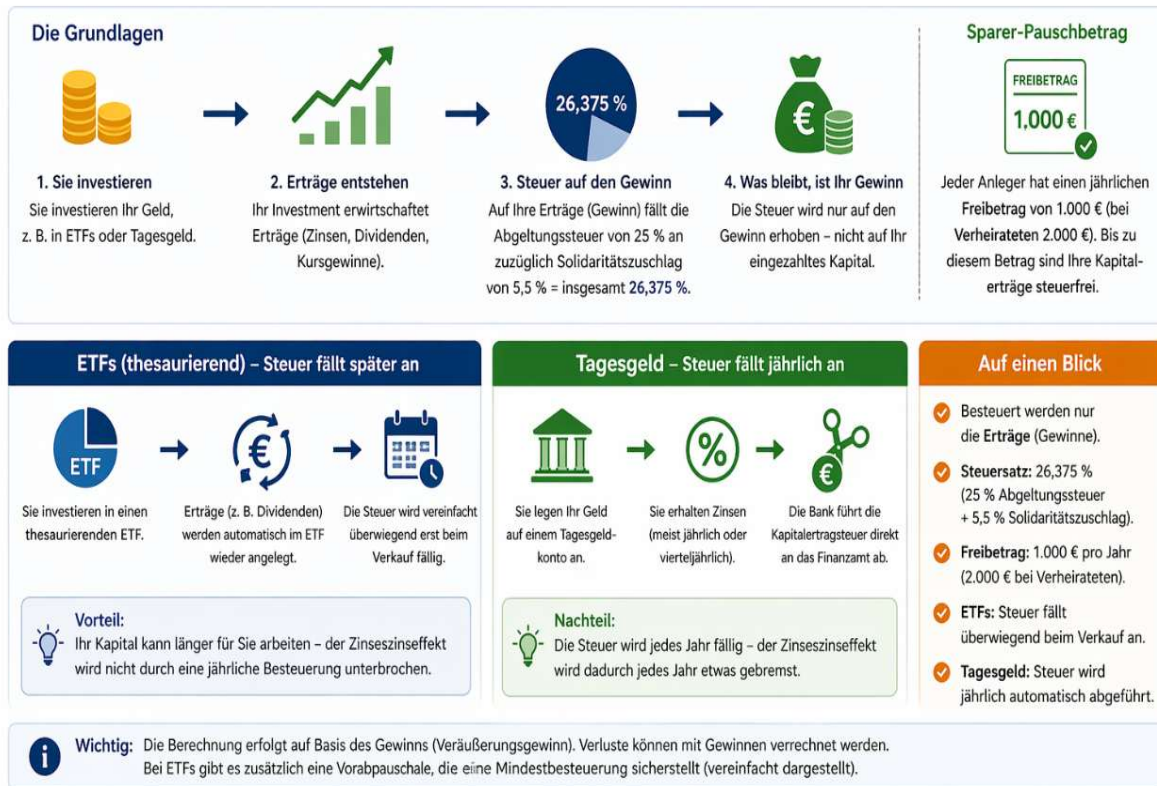 Die Grundlagen
1. Sie investieren
Sie investieren Ihr Geld,
z. B. in ETFs oder Tagesgeld.
2. Erträge entstehen
Ihr Investment erwirtschaftet
Erträge (Zinsen, Dividenden,
Kursgewinne).
26,375 %
3. Steuer auf den Gewinn
Auf Ihre Erträge (Gewinn) fällt die
Abgeltungssteuer von 25 % an
zuzüglich Solidaritätszuschlag
von 5,5 % = insgesamt 26,375 %.
€
4. Was bleibt, ist Ihr Gewinn
Die Steuer wird nur auf den
Gewinn erhoben – nicht auf Ihr
eingezahltes Kapital.
Sparer-Pauschbetrag
FREIBETRAG
1.000 €
Jeder Anleger hat einen jährlichen
Freibetrag von 1.000 € (bei
Verheirateten 2.000 €). Bis zu
diesem Betrag sind Ihre Kapital-
erträge steuerfrei.
ETFs (thesaurierend) – Steuer fällt später an
ETF
Sie investieren in einen
thesaurierenden ETF.
€
Erträge (z. B. Dividenden)
werden automatisch im ETF
wieder angelegt.
Die Steuer wird vereinfacht
überwiegend erst beim
Verkauf fällig.
Vorteil:
Ihr Kapital kann länger für Sie arbeiten – der Zinseszinseffekt
wird nicht durch eine jährliche Besteuerung unterbrochen.
Tagesgeld – Steuer fällt jährlich an
Sie legen Ihr Geld
auf einem Tagesgeld-
konto an.
%
Sie erhalten Zinsen
(meist jährlich oder
vierteljährlich).
€
Die Bank führt die
Kapitalertragsteuer direkt
an das Finanzamt ab.
Nachteil:
Die Steuer wird jedes Jahr fällig – der Zinseszinseffekt
wird dadurch jedes Jahr etwas gebremst.
Auf einen Blick
Besteuert werden nur
die Erträge (Gewinne).
Steuersatz: 26,375 %
(25 % Abgeltungssteuer
+ 5,5 % Solidaritätszuschlag).
Freibetrag: 1.000 € pro Jahr
(2.000 € bei Verheirateten).
ETFs: Steuer fällt
überwiegend beim Verkauf an.
Tagesgeld: Steuer wird
jährlich automatisch abgeführt.
i
Wichtig: Die Berechnung erfolgt auf Basis des Gewinns (Veräußerungsgewinn). Verluste können mit Gewinnen verrechnet werden.
Bei ETFs gibt es zusätzlich eine Vorabpauschale, die eine Mindestbesteuerung sicherstellt (vereinfacht dargestellt).